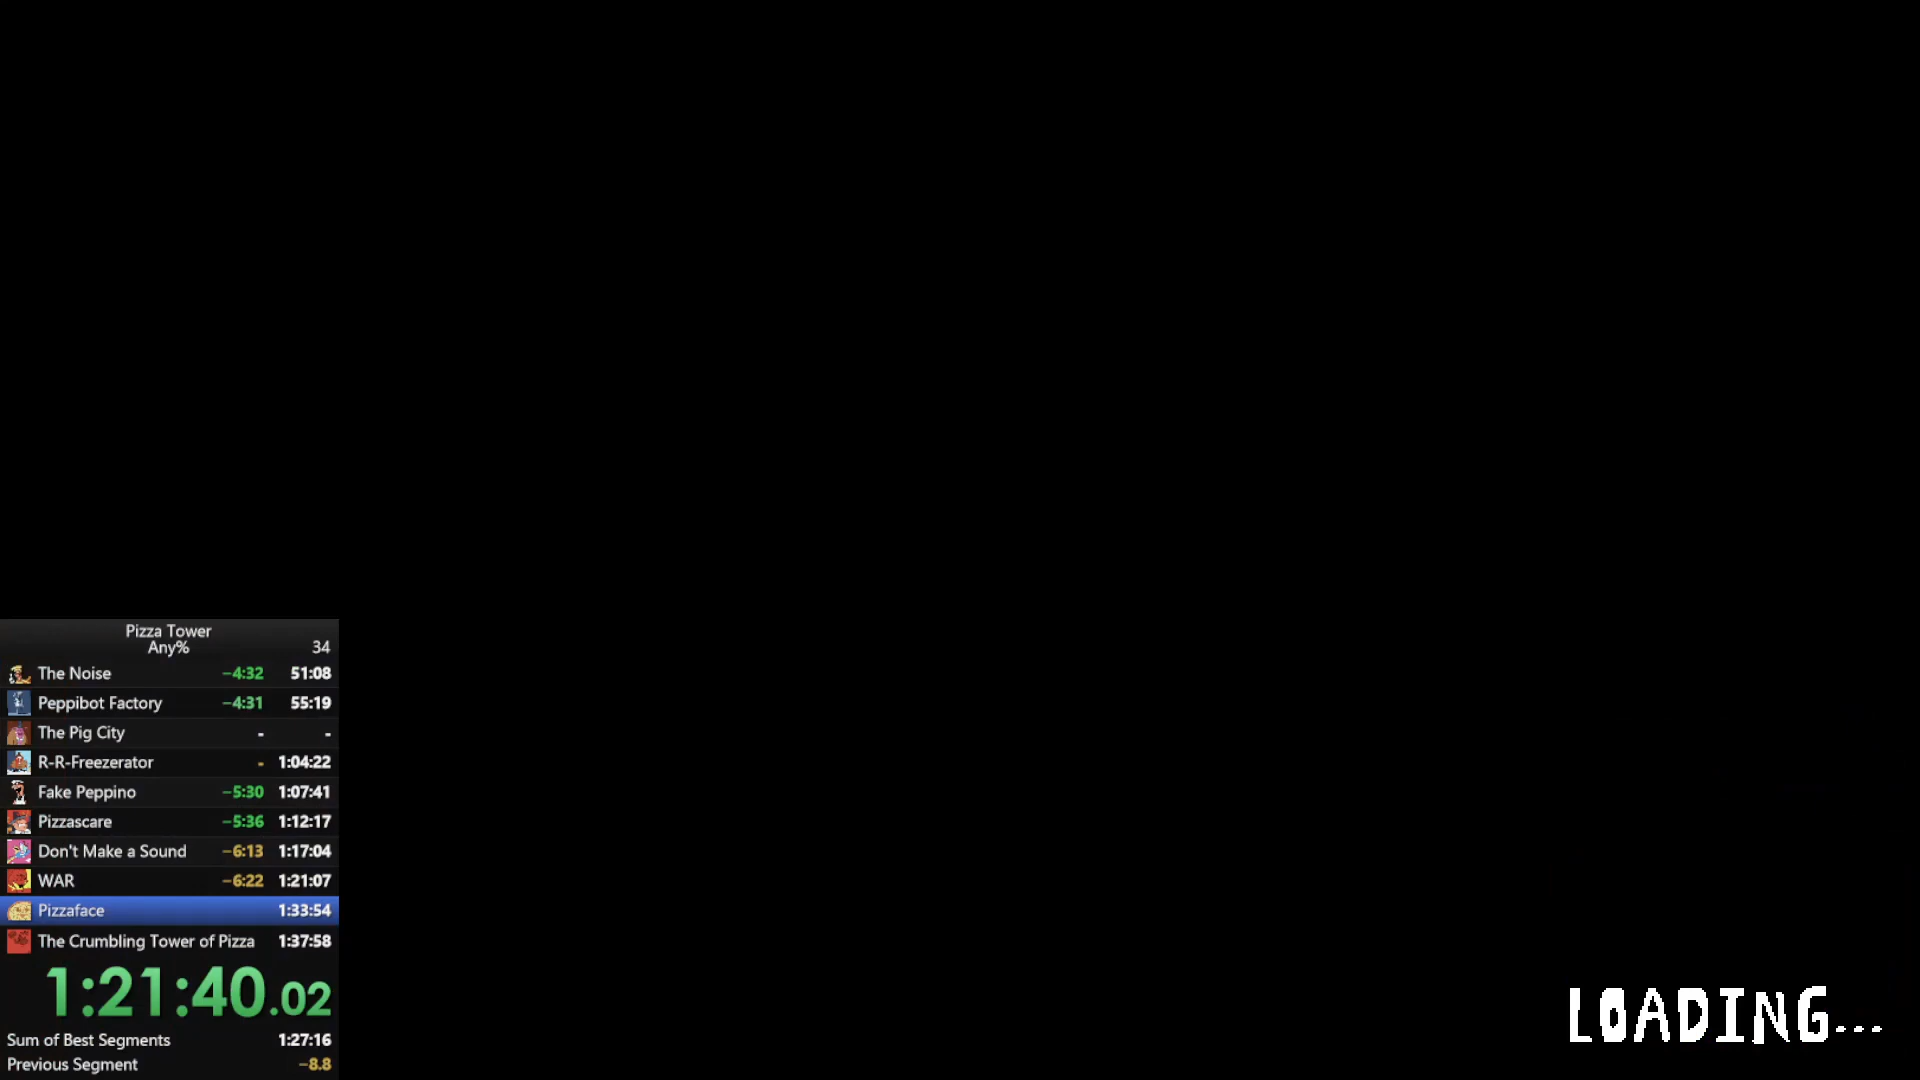 Pizza Tower
Any%
34
The Noise −4:32 51:08
Peppibot Factory −4:31 55:19
The Pig City - -
R-R-Freezerator - 1:04:22
Fake Peppino −5:30 1:07:41
Pizzascare −5:36 1:12:17
Don't Make a Sound −6:13 1:17:04
WAR −6:22 1:21:07
Pizzaface 1:33:54
The Crumbling Tower of Pizza 1:37:58
1:21:40.02
Sum of Best Segments 1:27:16
Previous Segment −8.8
LOADING...